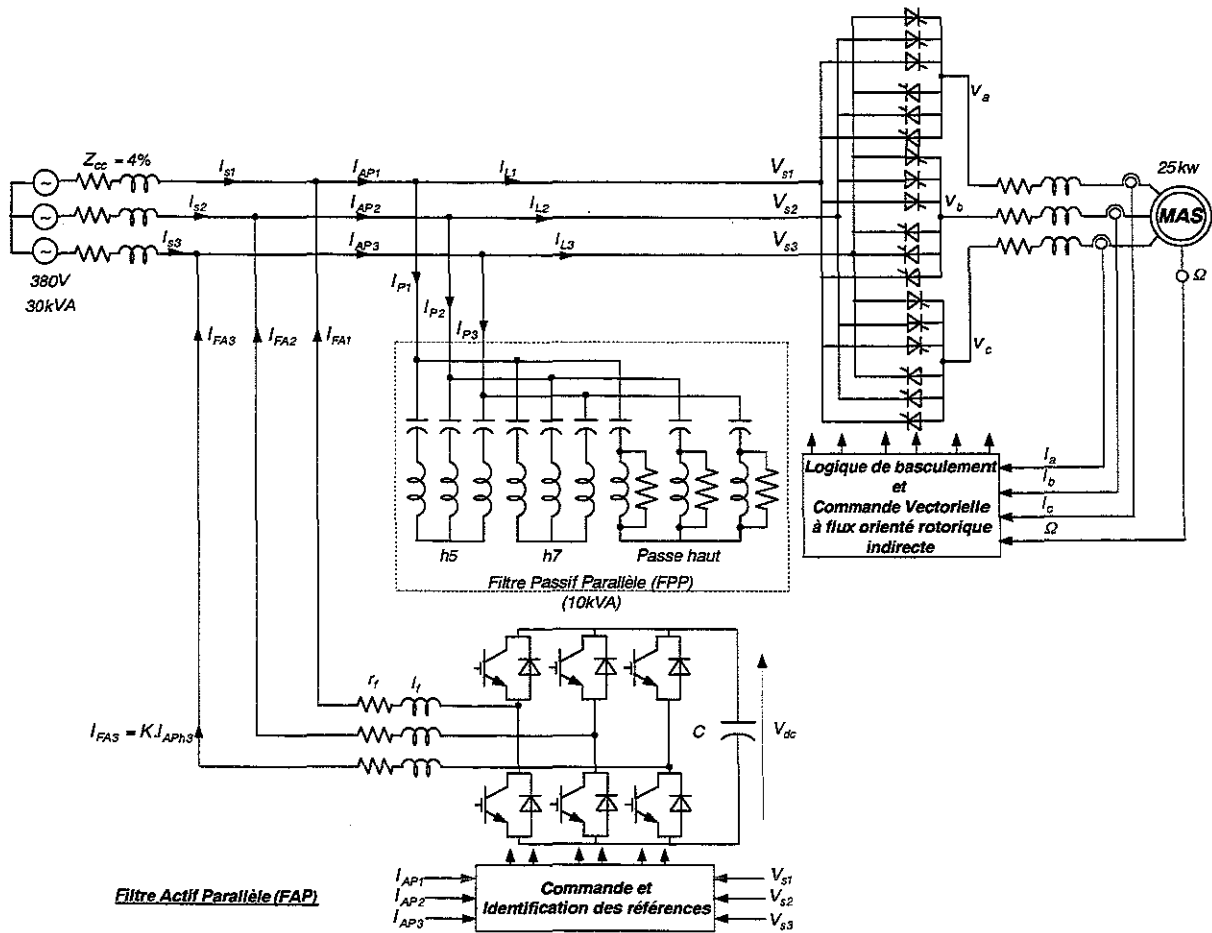 Z_cc = 4%
I_s1
I_AP1
I_L1
V_s1
I_s2
I_AP2
I_L2
V_s2
I_s3
I_AP3
I_L3
V_s3
380V
30kVA
V_a
V_b
V_c
25kw
MAS
Ω
I_FA3
I_FA2
I_FA1
I_P1
I_P2
I_P3
h5
h7
Passe haut
Filtre Passif Parallèle (FPP)
(10kVA)
Logique de basculement
et
Commande Vectorielle
à flux orienté rotorique
indirecte
I_a
I_b
I_c
Ω
r_f
l_f
I_FA3 = K.I_APh3
C
V_dc
Filtre Actif Parallèle (FAP)
I_AP1
I_AP2
I_AP3
Commande et
Identification des références
V_s1
V_s2
V_s3